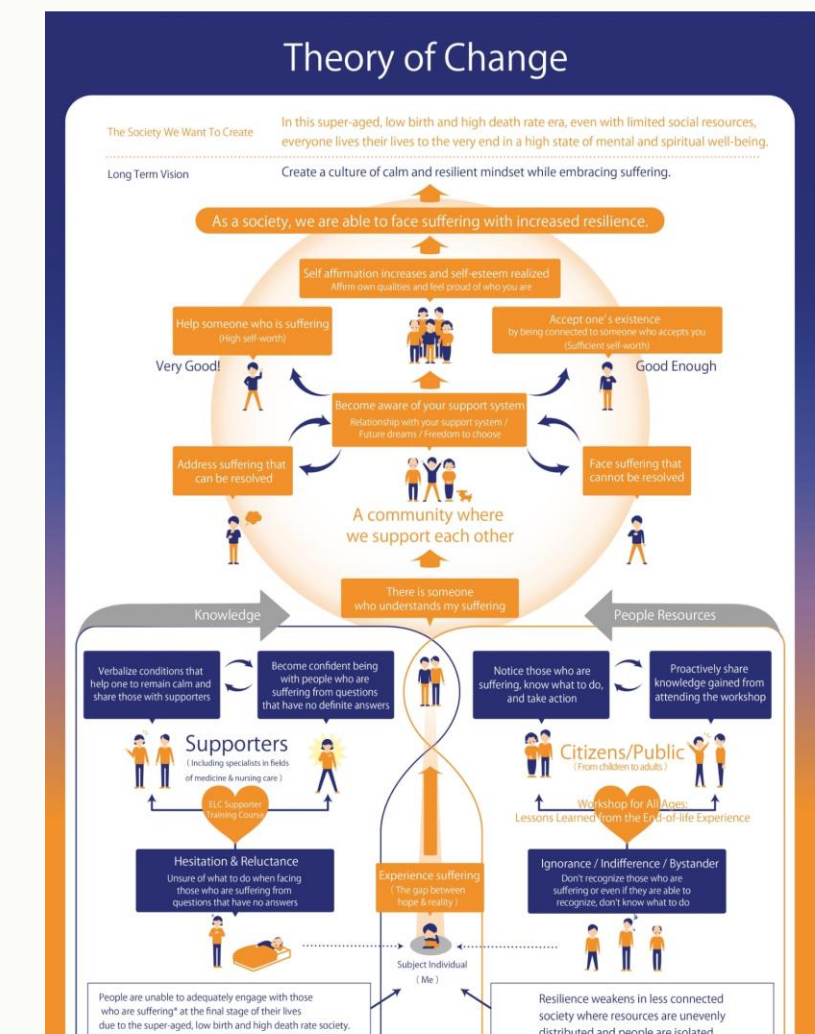 Theory of Change
The Society We Want To Create
In this super-aged, low birth and high death rate era, even with limited social resources,
everyone lives their lives to the very end in a high state of mental and spiritual well-being.
Long Term Vision
Create a culture of calm and resilient mindset while embracing suffering.
As a society, we are able to face suffering with increased resilience.
Self affirmation increases and self-esteem realized
Affirm own qualities and feel proud of who you are
Help someone who is suffering
(High self-worth)
Very Good!
Accept one's existence
by being connected to someone who accepts you
(Sufficient self-worth)
Good Enough
Become aware of your support system
Relationship with your support system /
Future dreams / Freedom to choose
Address suffering that
can be resolved
Face suffering that
cannot be resolved
A community where
we support each other
There is someone
who understands my suffering
Knowledge
People Resources
Verbalize conditions that
help one to remain calm and
share those with supporters
Become confident being
with people who are
suffering from questions
that have no definite answers
Notice those who are
suffering, know what to do,
and take action
Proactively share
knowledge gained from
attending the workshop
Supporters
( Including specialists in fields
of medicine & nursing care )
Citizens/Public
(From children to adults)
ELC Supporter
Training Course
Workshop for All Ages:
Lessons Learned from the End-of-life Experience
Hesitation & Reluctance
Unsure of what to do when facing
those who are suffering from
questions that have no answers
Experience suffering
( The gap between
hope & reality )
Ignorance / Indifference / Bystander
Don't recognize those who are
suffering or even if they are able to
recognize, don't know what to do
Subject Individual
( Me )
People are unable to adequately engage with those
who are suffering* at the final stage of their lives
due to the super-aged, low birth and high death rate society.
Resilience weakens in less connected
society where resources are unevenly
distributed and people are isolated